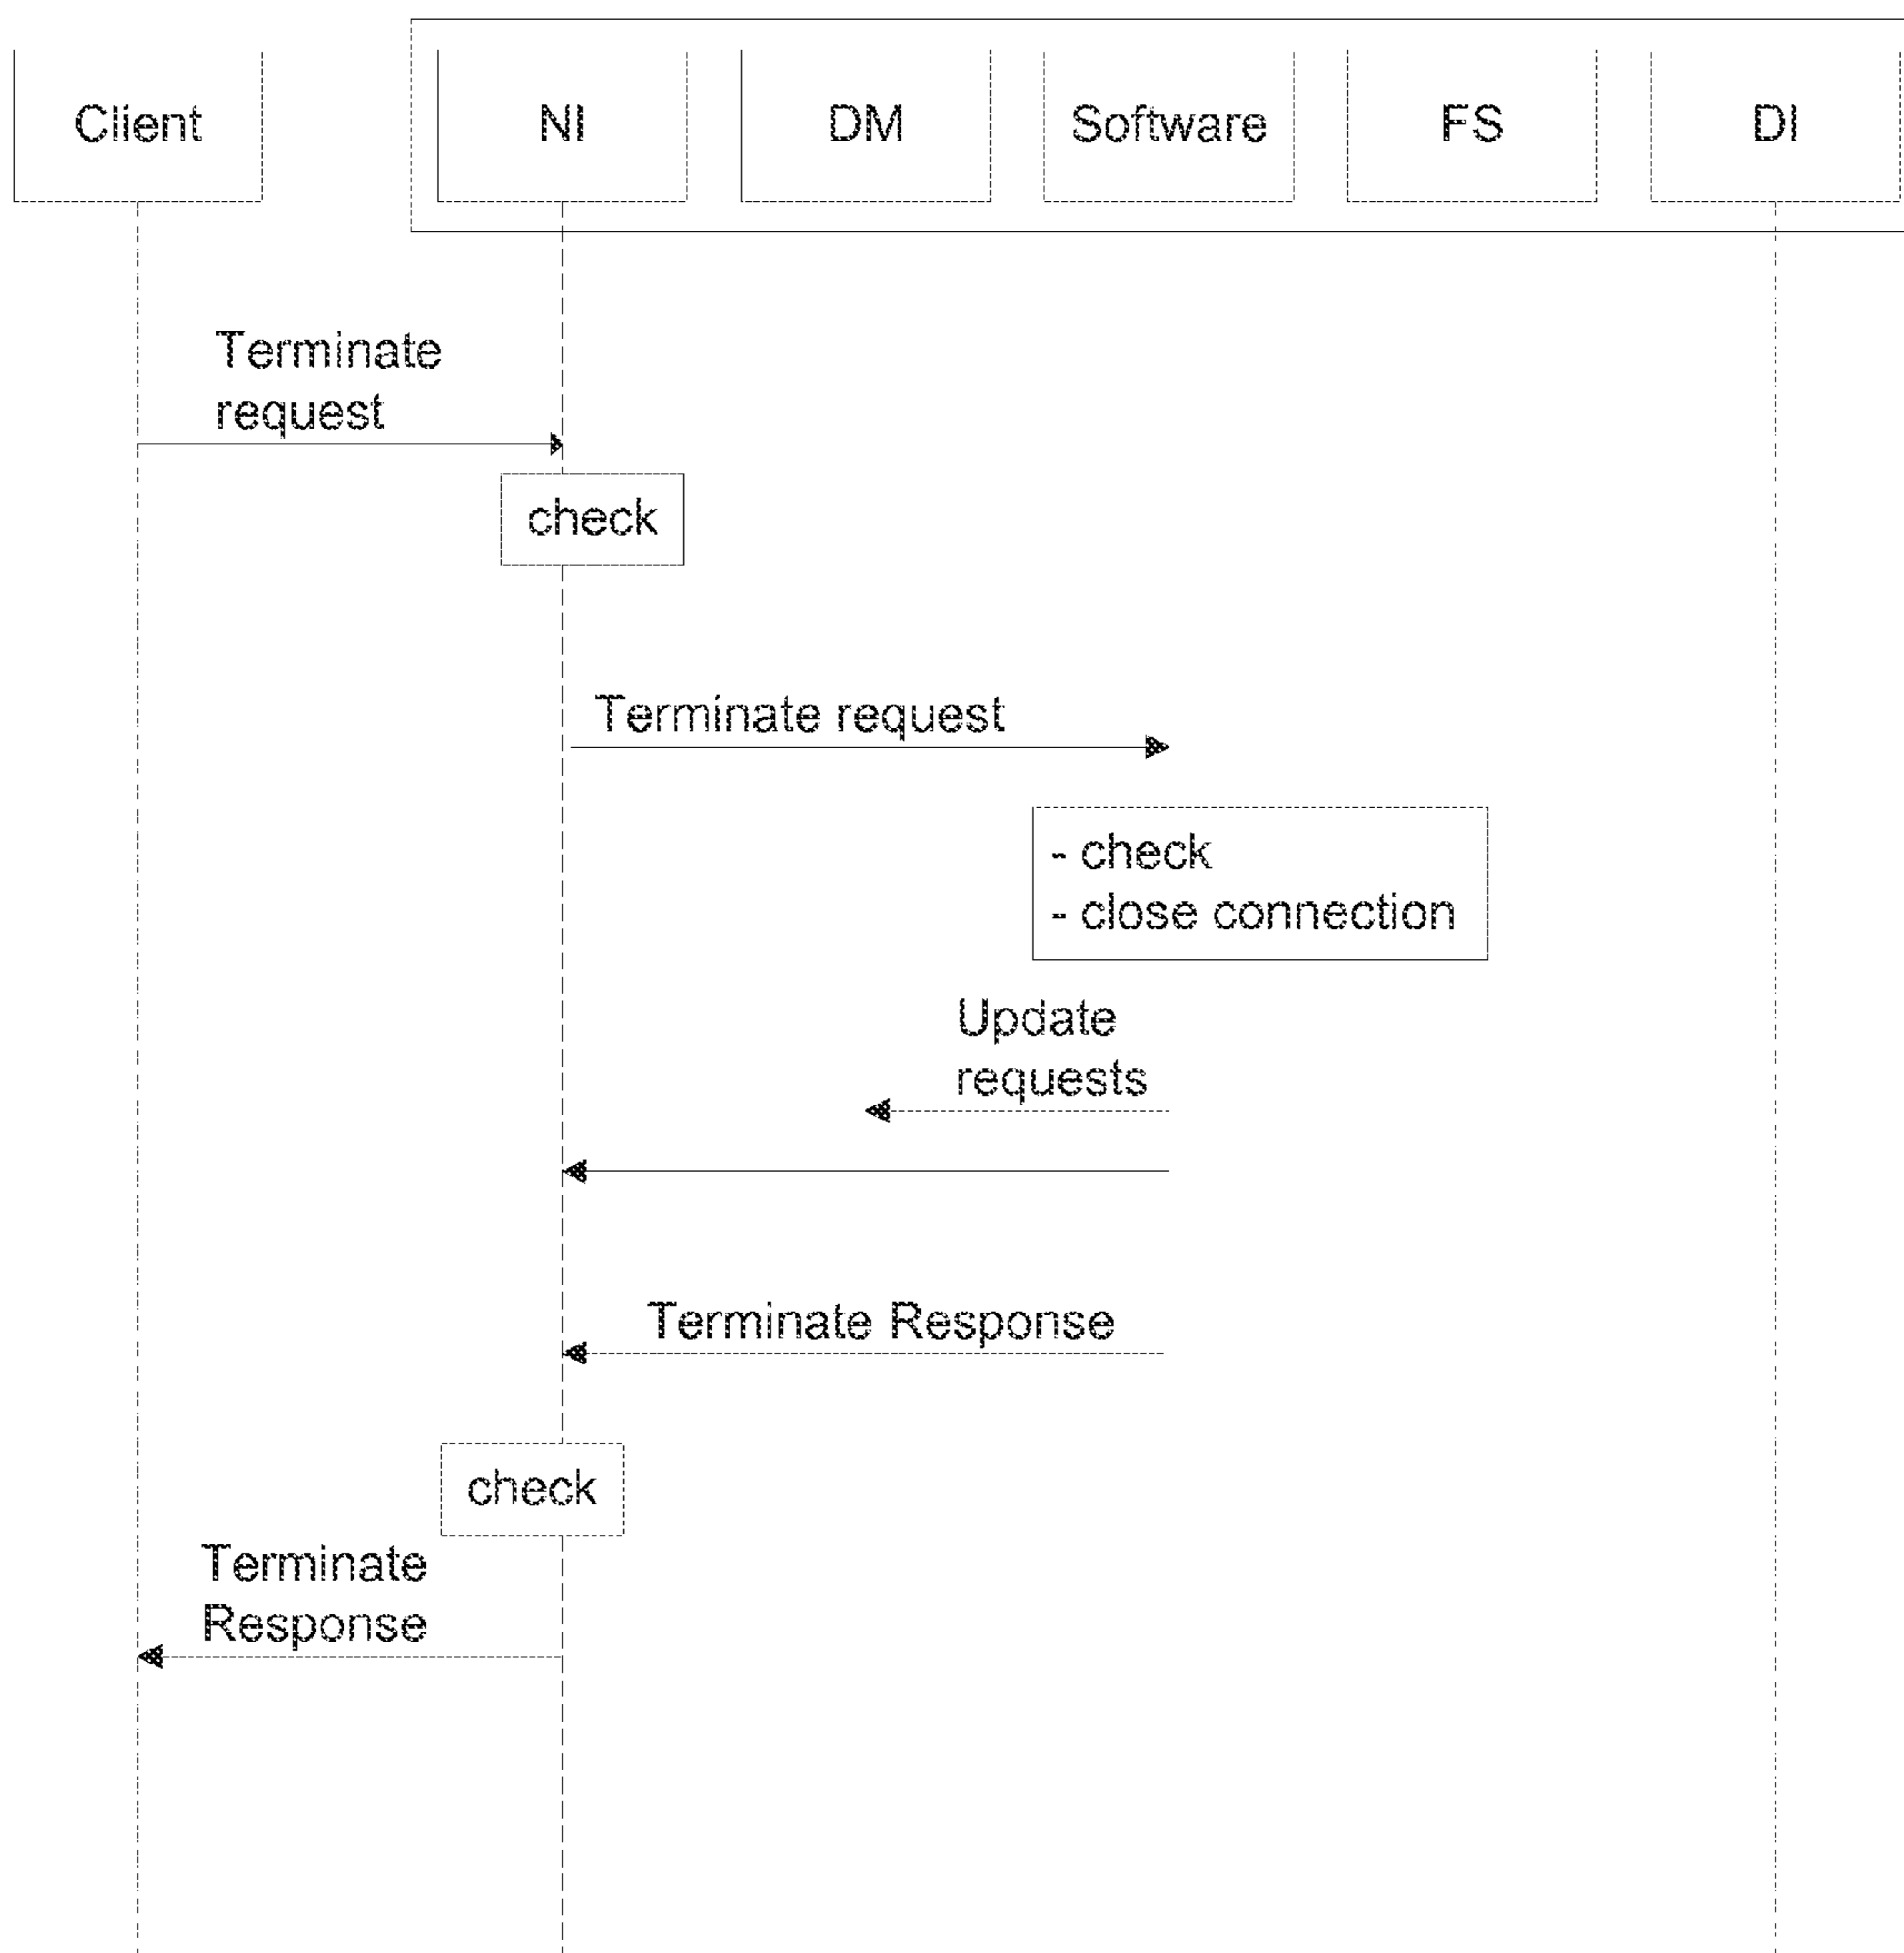 Client
NI
DM
Software
FS
DI
Terminate
request
check
Terminate request
- check
- close connection
Update
requests
Terminate Response
check
Terminate
Response